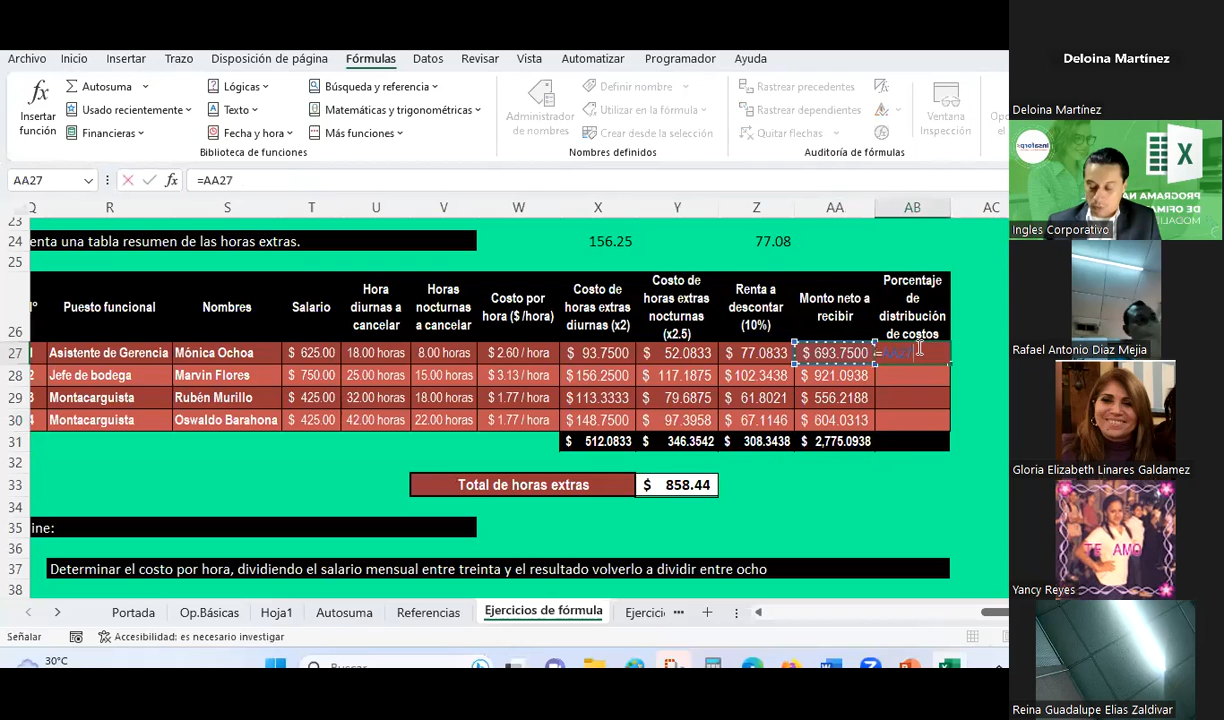 Archivo Inicio Insertar Trazo Disposición de página Fórmulas Datos Revisar Vista Automatizar Programador Ayuda
Autosuma Lógicas Búsqueda y referencia
Insertar función Usado recientemente Texto Matemáticas y trigonométricas
Financieras Fecha y hora Más funciones
Biblioteca de funciones
Administrador de nombres
Definir nombre
Utilizar en la fórmula
Crear desde la selección
Nombres definidos
Rastrear precedentes
Rastrear dependientes
Quitar flechas
Ventana Inspección
Auditoría de fórmulas
AA27 fx =AA27
Q R S T U V W X Y Z AA AB AC
23
24 enta una tabla resumen de las horas extras. 156.25 77.08
25
26 Puesto funcional Nombres Salario Hora diurnas a cancelar Horas nocturnas a cancelar Costo por hora ($ /hora) Costo de horas extras diurnas (x2) Costo de horas extras nocturnas (x2.5) Renta a descontar (10%) Monto neto a recibir Porcentaje de distribución de costos
27 1 Asistente de Gerencia Mónica Ochoa $ 625.00 18.00 horas 8.00 horas $ 2.60 / hora $ 93.7500 $ 52.0833 $ 77.0833 $ 693.7500 =AA27
28 2 Jefe de bodega Marvin Flores $ 750.00 25.00 horas 15.00 horas $ 3.13 / hora $ 156.2500 $ 117.1875 $ 102.3438 $ 921.0938
29 3 Montacarguista Rubén Murillo $ 425.00 32.00 horas 18.00 horas $ 1.77 / hora $ 113.3333 $ 79.6875 $ 61.8021 $ 556.2188
30 4 Montacarguista Oswaldo Barahona $ 425.00 42.00 horas 22.00 horas $ 1.77 / hora $ 148.7500 $ 97.3958 $ 67.1146 $ 604.0313
31 $ 512.0833 $ 346.3542 $ 308.3438 $ 2,775.0938
32
33 Total de horas extras $ 858.44
34
35 ine:
36
37 Determinar el costo por hora, dividiendo el salario mensual entre treinta y el resultado volverlo a dividir entre ocho
38
Portada Op.Básicas Hoja1 Autosuma Referencias Ejercicios de fórmula Ejercici
Señalar Accesibilidad: es necesario investigar
30°C
Buscar
Deloina Martínez
Deloina Martínez
Ingles Corporativo
Rafael Antonio Diaz Mejia
Gloria Elizabeth Linares Galdamez
TE AMO
Yancy Reyes
Reina Guadalupe Elias Zaldivar